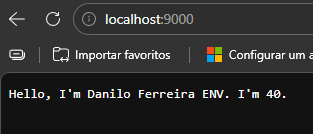 localhost:9000
Importar favoritos
Configurar um a
Hello, I'm Danilo Ferreira ENV. I'm 40.